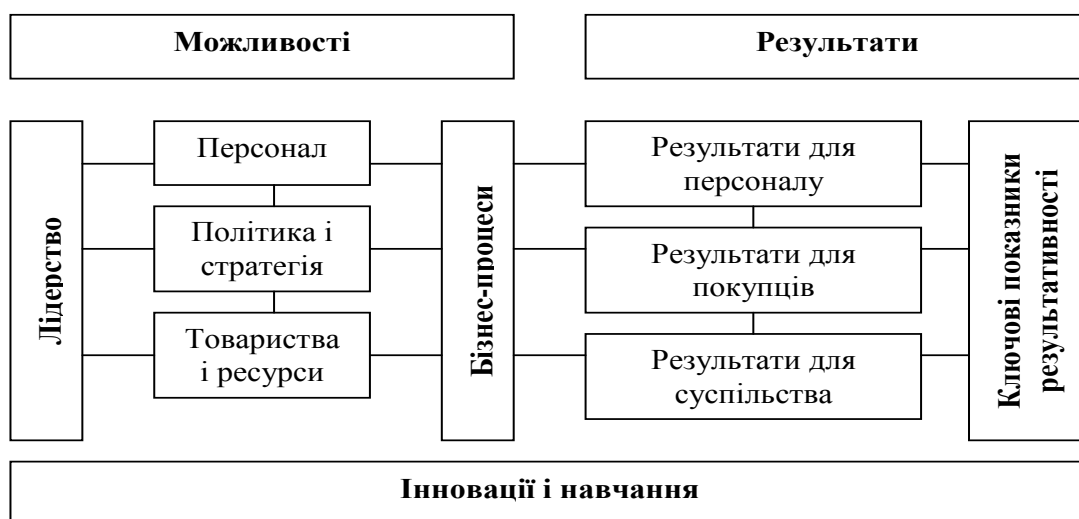 Можливості
Результати
Лідерство
Персонал
Політика і
стратегія
Товариства
і ресурси
Бізнес-процеси
Результати для
персоналу
Результати для
покупців
Результати для
суспільства
Ключові показники
результативності
Інновації і навчання